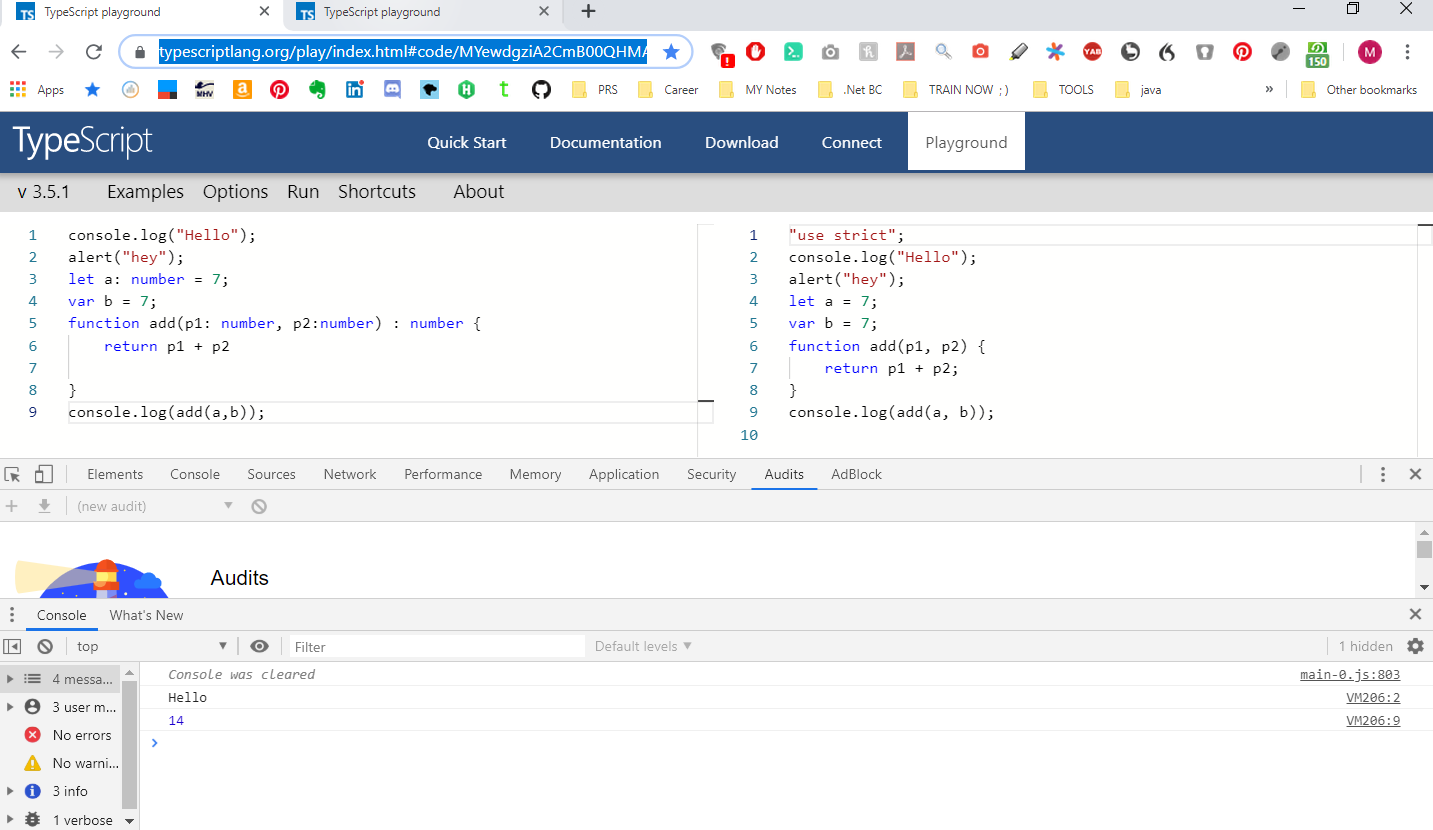 TypeScript playground
TypeScript playground
typescriptlang.org/play/index.html#code/MYewdgziA2CmB00QHMA
YAB
150
M
Apps
MHV
PRS
Career
MY Notes
.Net BC
TRAIN NOW ; )
TOOLS
java
»
Other bookmarks
TypeScript
Quick Start
Documentation
Download
Connect
Playground
v 3.5.1
Examples
Options
Run
Shortcuts
About
1 console.log("Hello");
2 alert("hey");
3 let a: number = 7;
4 var b = 7;
5 function add(p1: number, p2:number) : number {
6 return p1 + p2
7
8 }
9 console.log(add(a,b));
1 "use strict";
2 console.log("Hello");
3 alert("hey");
4 let a = 7;
5 var b = 7;
6 function add(p1, p2) {
7 return p1 + p2;
8 }
9 console.log(add(a, b));
10
Elements
Console
Sources
Network
Performance
Memory
Application
Security
Audits
AdBlock
(new audit)
Audits
Console
What's New
top
Filter
Default levels
1 hidden
4 messa...
3 user m...
No errors
No warni...
3 info
1 verbose
Console was cleared
main-0.js:803
Hello
VM206:2
14
VM206:9